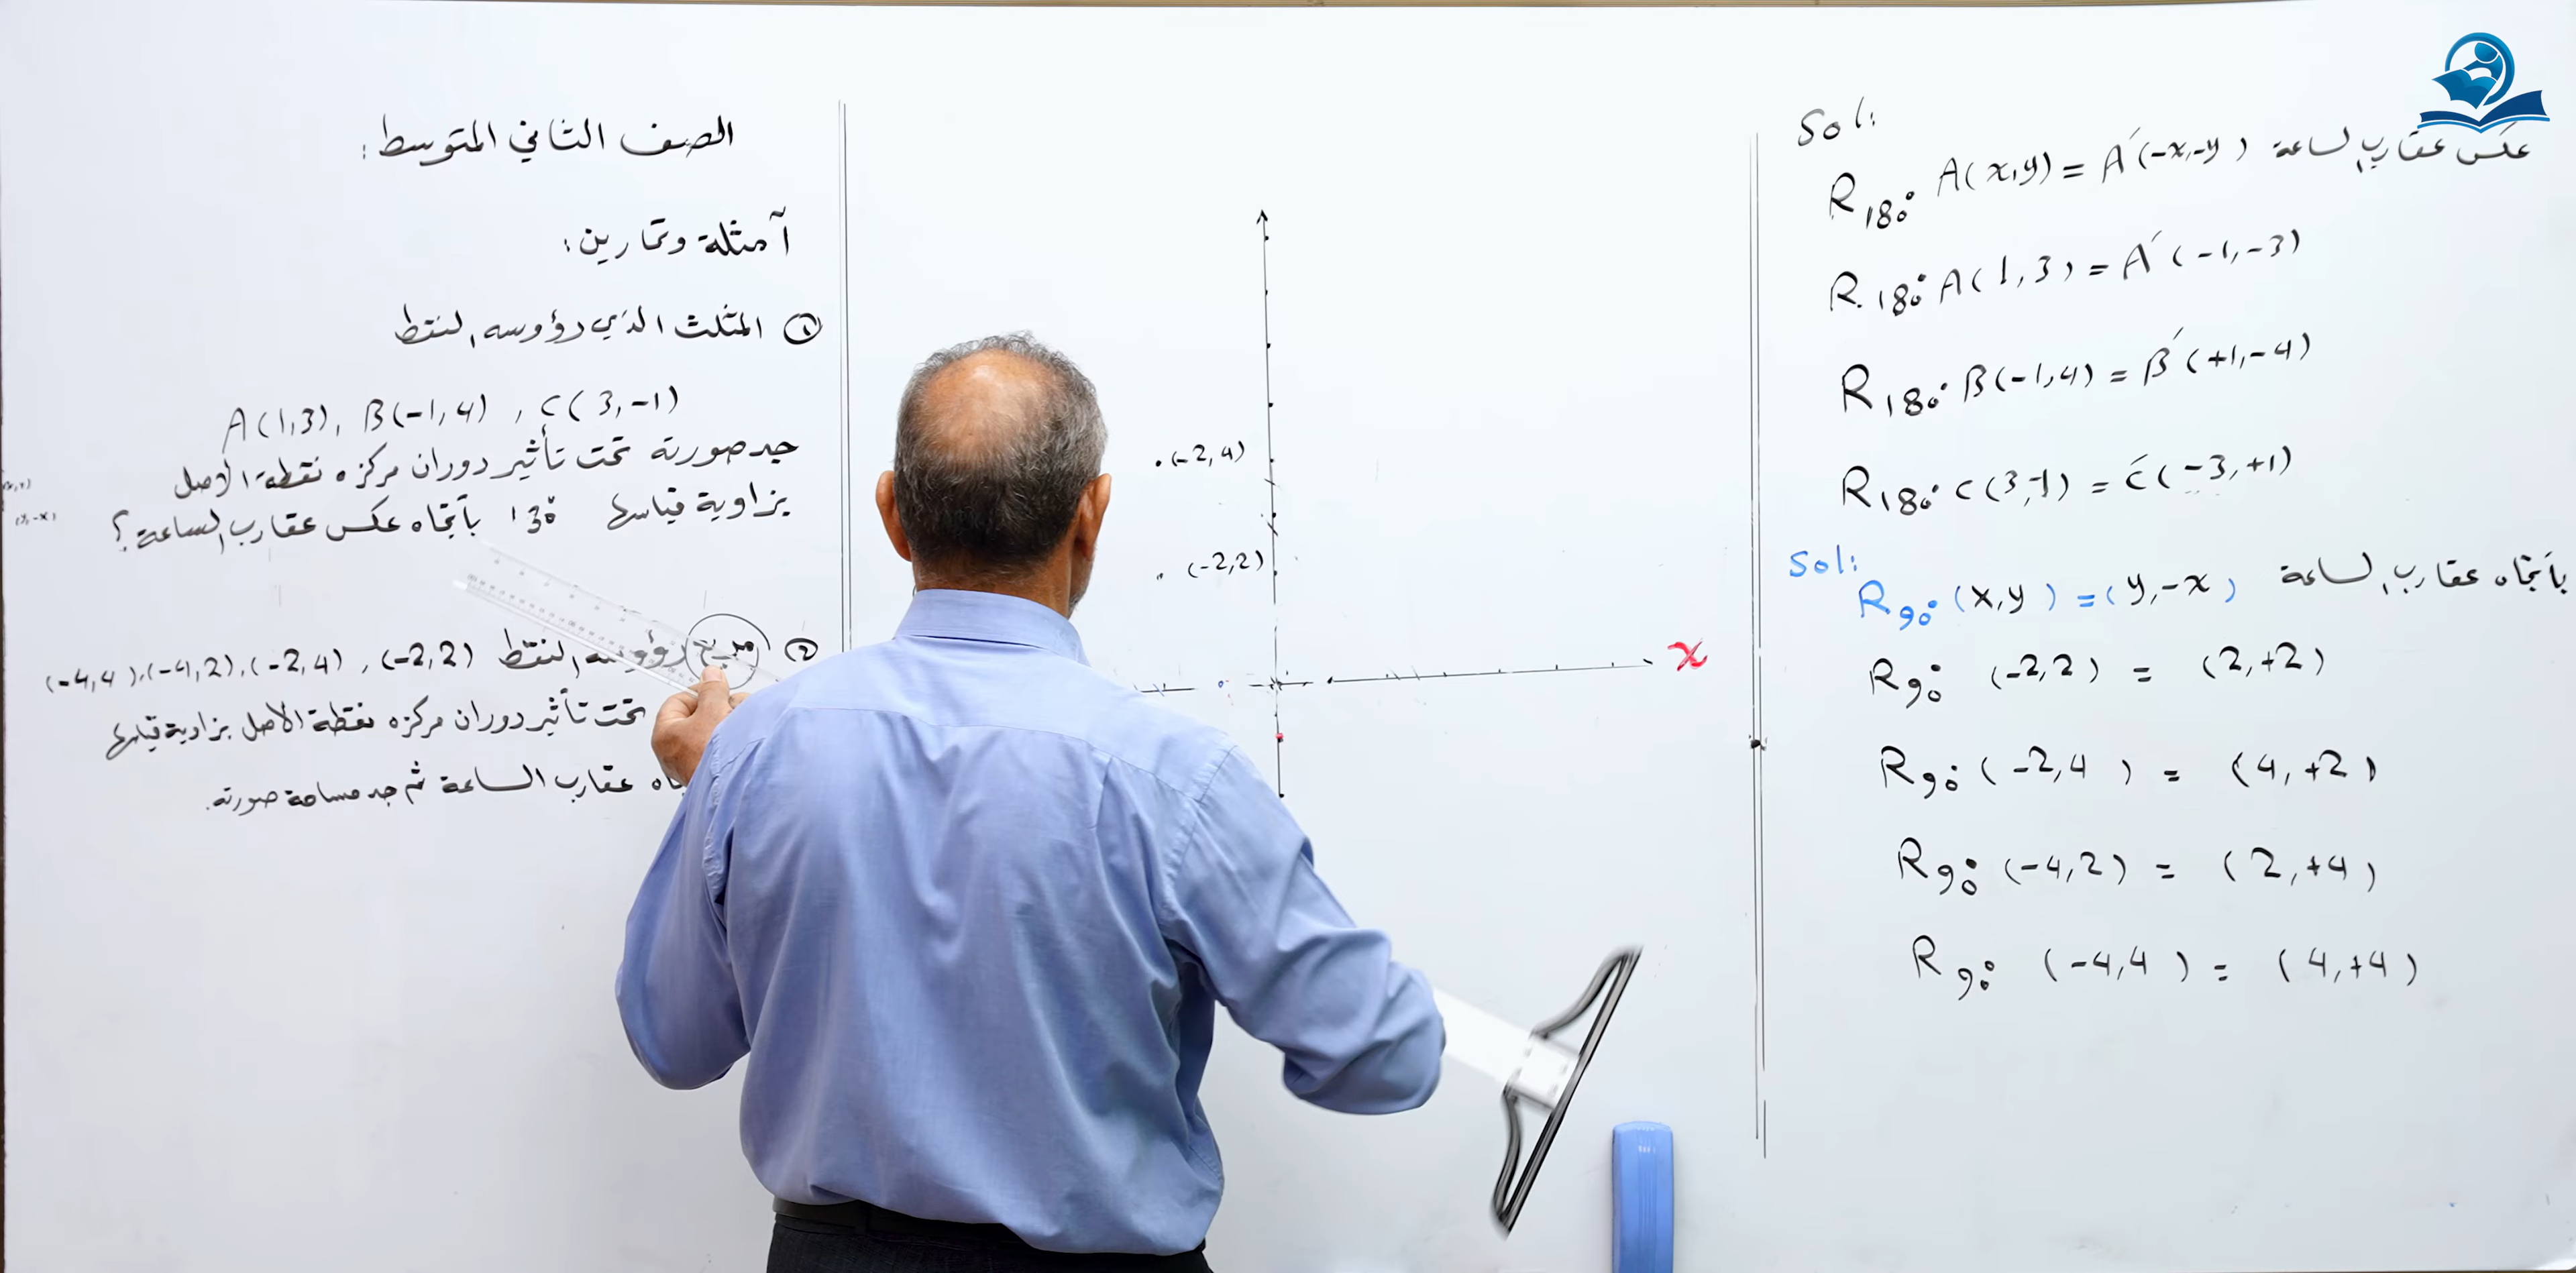 الصف الثاني المتوسط :
أمثلة وتمارين :
① المثلث الذي رؤوسه النقط
A(1,3), B(-1,4), C(3,-1)
جد صورته تحت تأثير دوران مركزه نقطة الأصل
بزاوية قياسها بأتجاه عكس عقارب الساعة؟
② مربع رؤوسه النقط (-2,2), (-2,4), (-4,2), (-4,4)
تحت تأثير دوران مركزه نقطة الأصل بزاوية قياسها
عقارب الساعة ثم جد مساحة صورته.
(-2,4)
(-2,2)
x
Sol:
R180° A(x,y) = A′(-x,-y) عكس عقارب الساعة
R180° A(1,3) = A′(-1,-3)
R180° B(-1,4) = B′(+1,-4)
R180° C(3,-1) = C′(-3,+1)
Sol:
R90° (x,y) = (y,-x) بأتجاه عقارب الساعة
R90° (-2,2) = (2,+2)
R90° (-2,4) = (4,+2)
R90° (-4,2) = (2,+4)
R90° (-4,4) = (4,+4)